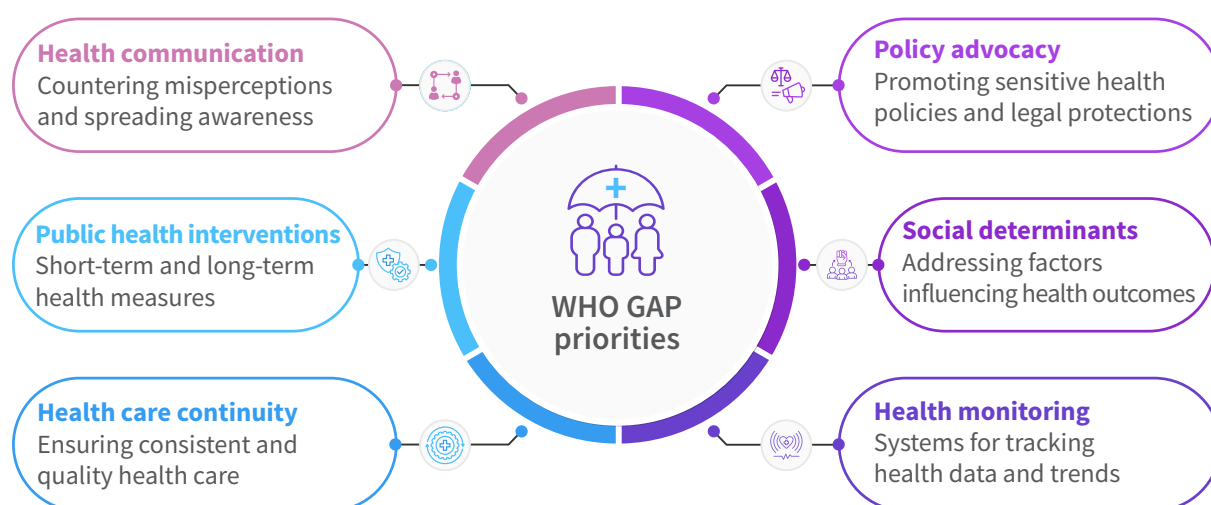 Health communication
Countering misperceptions
and spreading awareness
Public health interventions
Short-term and long-term
health measures
Health care continuity
Ensuring consistent and
quality health care
WHO GAP
priorities
Policy advocacy
Promoting sensitive health
policies and legal protections
Social determinants
Addressing factors
influencing health outcomes
Health monitoring
Systems for tracking
health data and trends